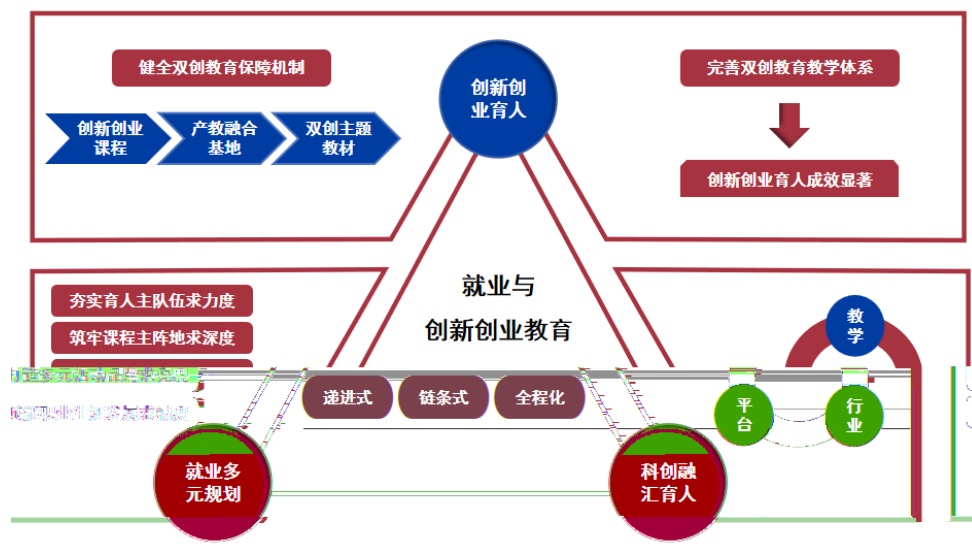 健全双创教育保障机制
创新创业
课程
产教融合
基地
双创主题
教材
创新创
业育人
完善双创教育教学体系
创新创业育人成效显著
就业与
创新创业教育
夯实育人主队伍求力度
筑牢课程主阵地求深度
递进式
链条式
全程化
教
学
平
台
行
业
就业多
元规划
科创融
汇育人